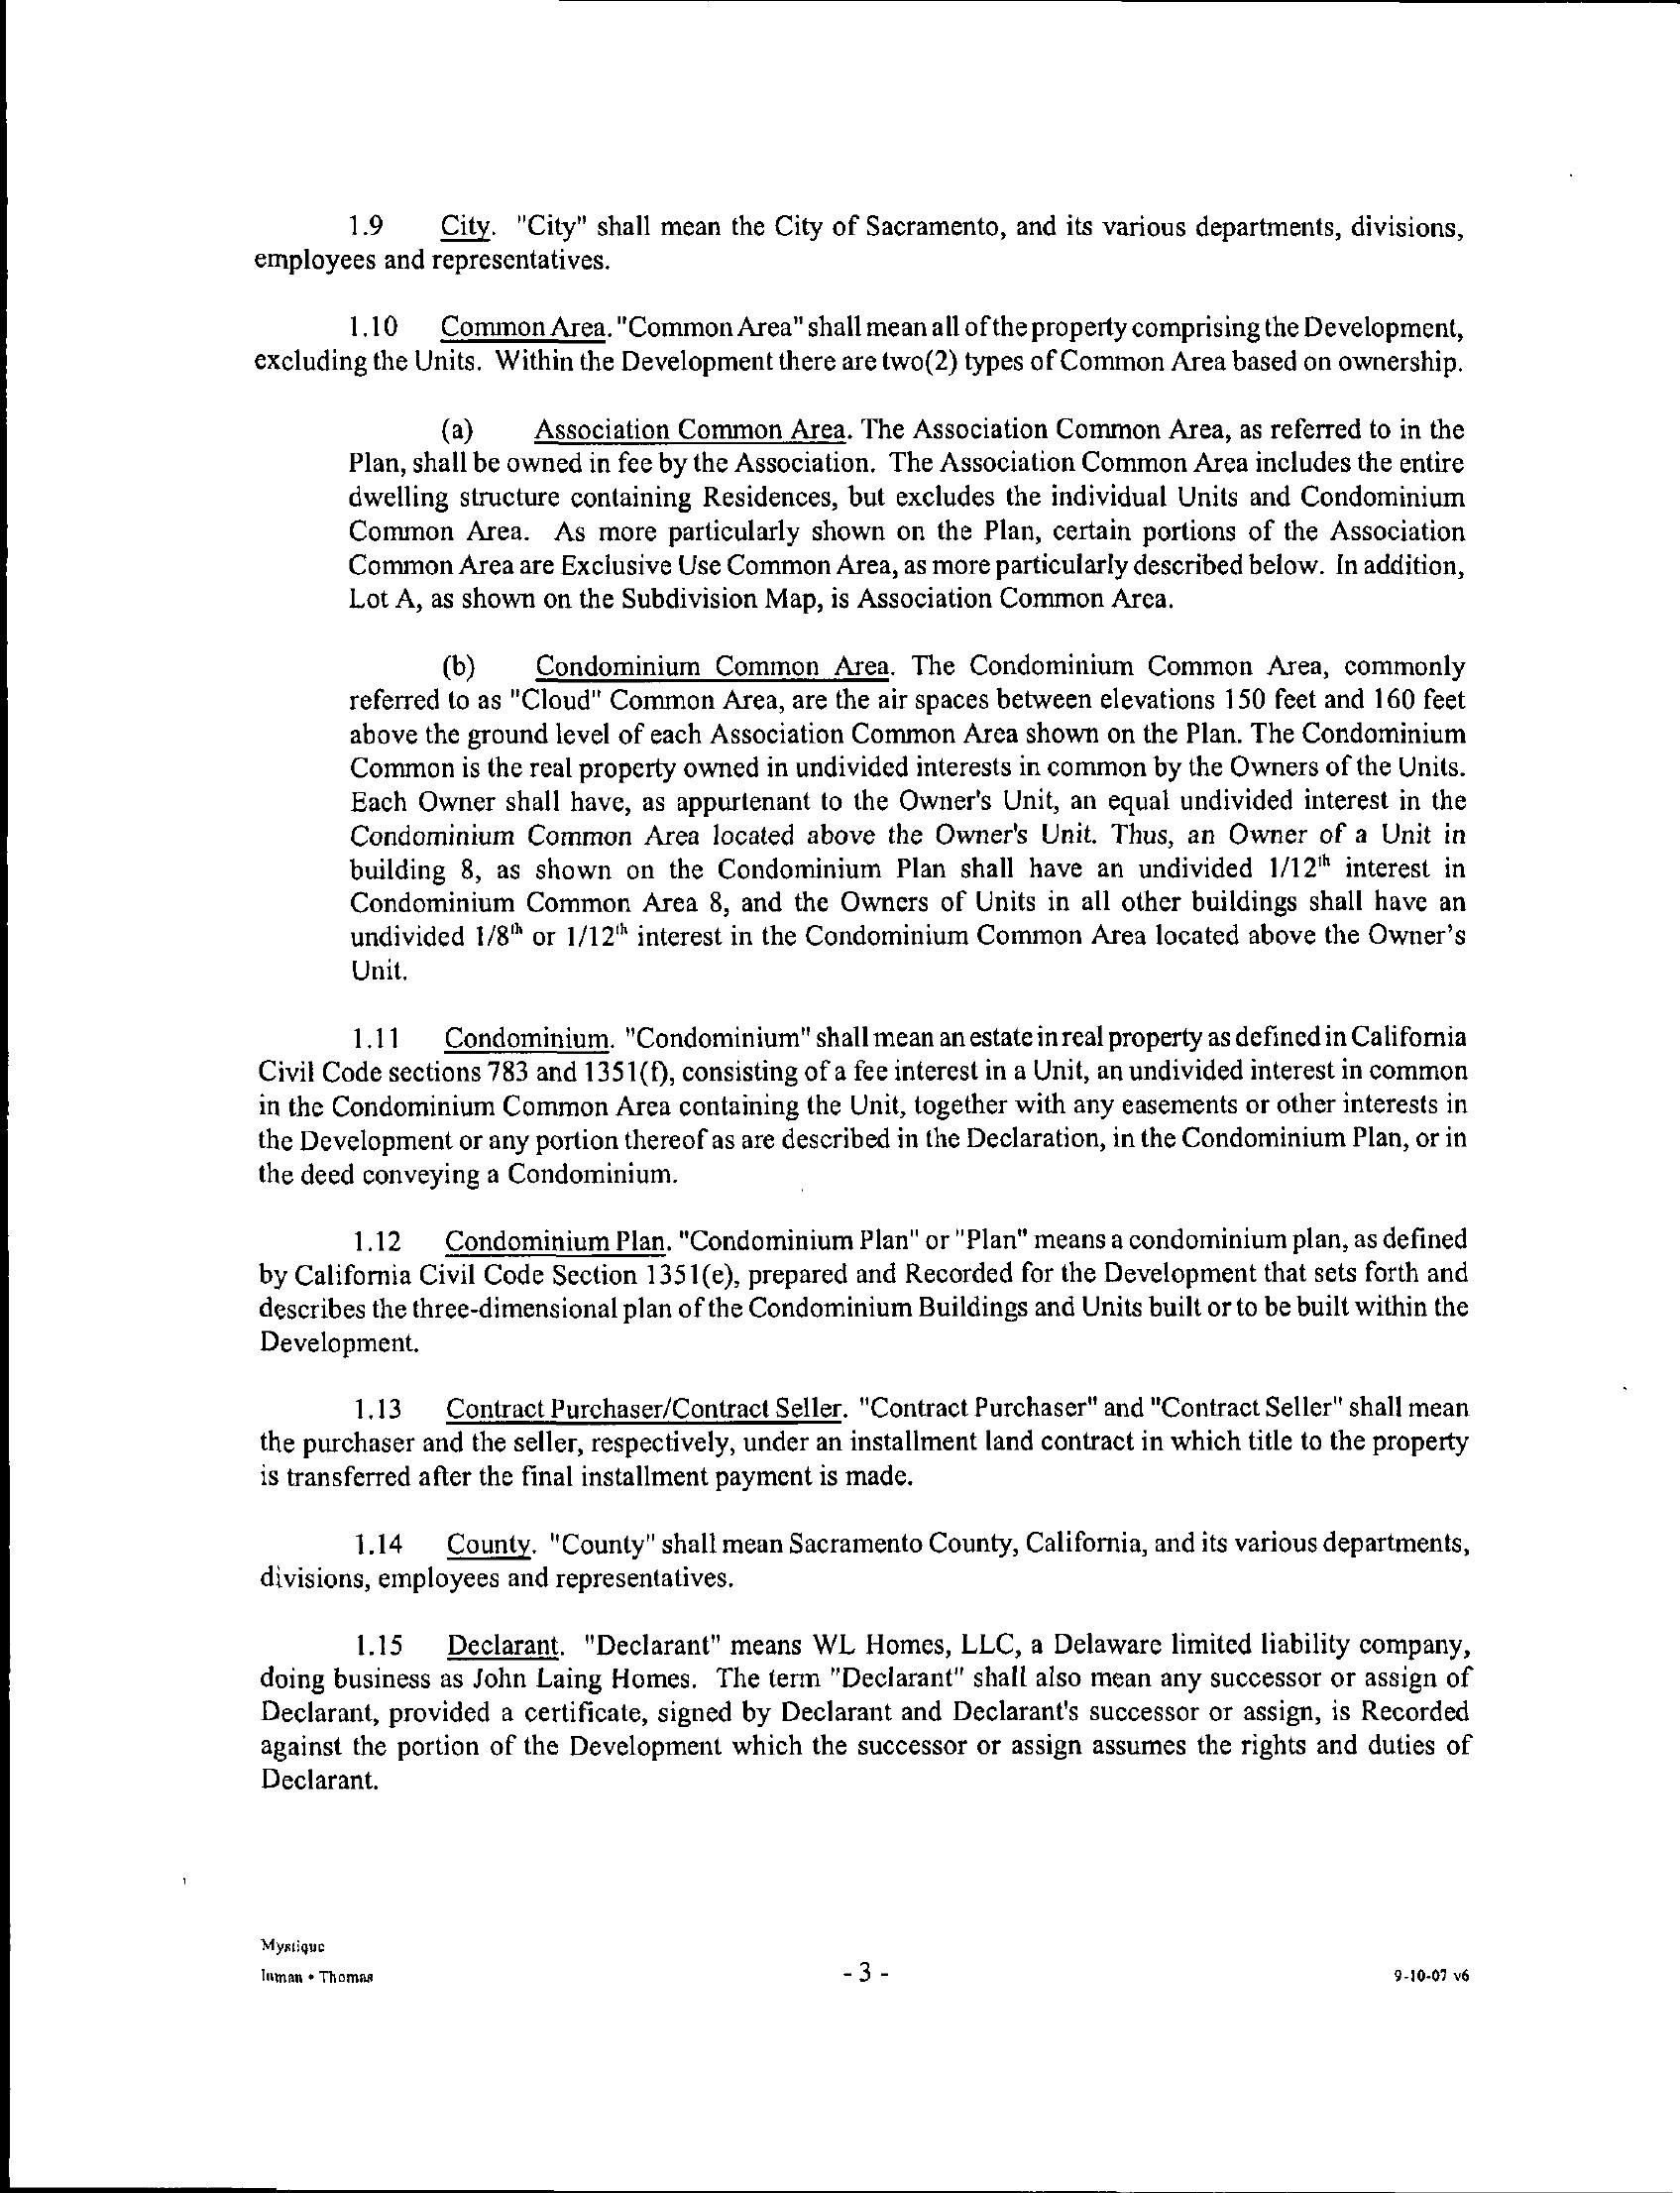 1.9 City. "City" shall mean the City of Sacramento, and its various departments, divisions,
employees and representatives.
1.10 Common Area. "Common Area" shall mean all of the property comprising the Development,
excluding the Units. Within the Development there are two(2) types of Common Area based on ownership.
(a) Association Common Area. The Association Common Area, as referred to in the
Plan, shall be owned in fee by the Association. The Association Common Area includes the entire
dwelling structure containing Residences, but excludes the individual Units and Condominium
Common Area. As more particularly shown on the Plan, certain portions of the Association
Common Area are Exclusive Use Common Area, as more particularly described below. In addition,
Lot A, as shown on the Subdivision Map, is Association Common Area.
(b) Condominium Common Area. The Condominium Common Area, commonly
referred to as "Cloud" Common Area, are the air spaces between elevations 150 feet and 160 feet
above the ground level of each Association Common Area shown on the Plan. The Condominium
Common is the real property owned in undivided interests in common by the Owners of the Units.
Each Owner shall have, as appurtenant to the Owner's Unit, an equal undivided interest in the
Condominium Common Area located above the Owner's Unit. Thus, an Owner of a Unit in
building 8, as shown on the Condominium Plan shall have an undivided 1/12th interest in
Condominium Common Area 8, and the Owners of Units in all other buildings shall have an
undivided 1/8th or 1/12th interest in the Condominium Common Area located above the Owner's
Unit.
1.11 Condominium. "Condominium" shall mean an estate in real property as defined in California
Civil Code sections 783 and 1351(f), consisting of a fee interest in a Unit, an undivided interest in common
in the Condominium Common Area containing the Unit, together with any easements or other interests in
the Development or any portion thereof as are described in the Declaration, in the Condominium Plan, or in
the deed conveying a Condominium.
1.12 Condominium Plan. "Condominium Plan" or "Plan" means a condominium plan, as defined
by California Civil Code Section 1351(e), prepared and Recorded for the Development that sets forth and
describes the three-dimensional plan of the Condominium Buildings and Units built or to be built within the
Development.
1.13 Contract Purchaser/Contract Seller. "Contract Purchaser" and "Contract Seller" shall mean
the purchaser and the seller, respectively, under an installment land contract in which title to the property
is transferred after the final installment payment is made.
1.14 County. "County" shall mean Sacramento County, California, and its various departments,
divisions, employees and representatives.
1.15 Declarant. "Declarant" means WL Homes, LLC, a Delaware limited liability company,
doing business as John Laing Homes. The term "Declarant" shall also mean any successor or assign of
Declarant, provided a certificate, signed by Declarant and Declarant's successor or assign, is Recorded
against the portion of the Development which the successor or assign assumes the rights and duties of
Declarant.
Mystique
Inman • Thomas - 3 - 9-10-07 v6